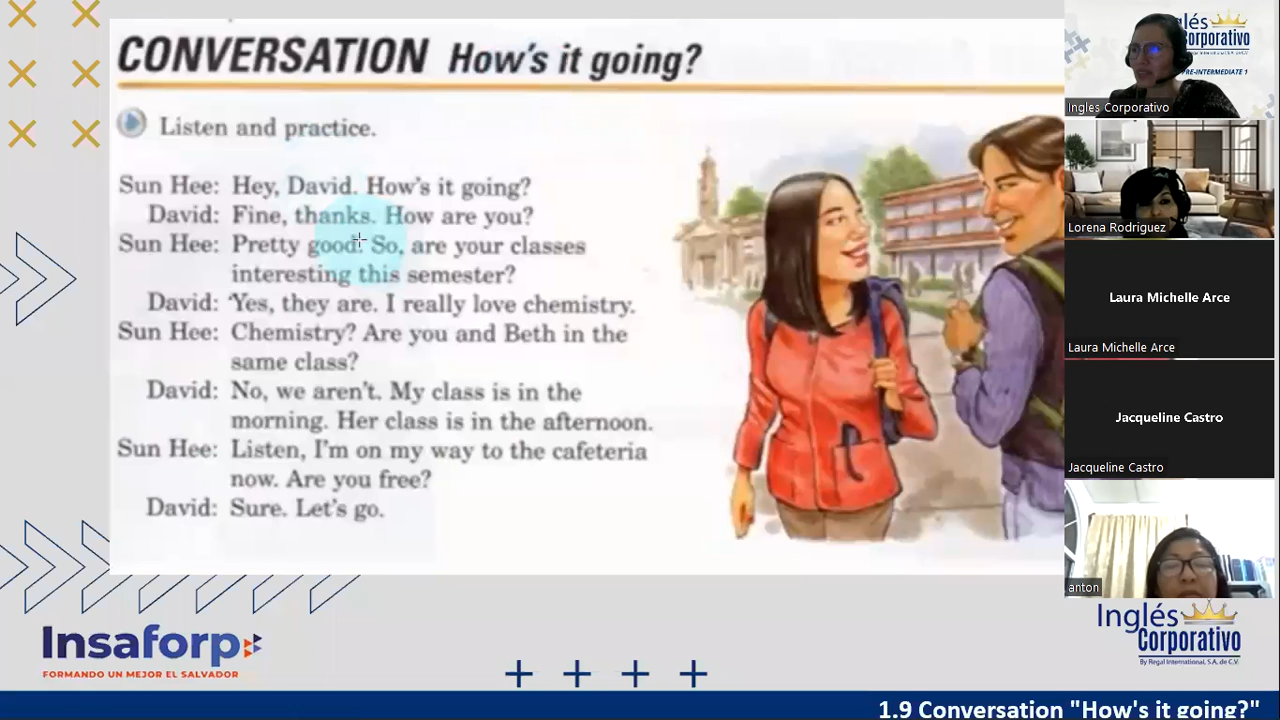 CONVERSATION How's it going?
Listen and practice.
Sun Hee: Hey, David. How's it going?
David: Fine, thanks. How are you?
Sun Hee: Pretty good. So, are your classes
interesting this semester?
David: Yes, they are. I really love chemistry.
Sun Hee: Chemistry? Are you and Beth in the
same class?
David: No, we aren't. My class is in the
morning. Her class is in the afternoon.
Sun Hee: Listen, I'm on my way to the cafeteria
now. Are you free?
David: Sure. Let's go.
Insaforp
FORMANDO UN MEJOR EL SALVADOR
glés
orporativo
PRE-INTERMEDIATE 1
Ingles Corporativo
Lorena Rodriguez
Laura Michelle Arce
Laura Michelle Arce
Jacqueline Castro
Jacqueline Castro
anton
Inglés
Corporativo
By Regal International, S.A. de C.V.
1.9 Conversation "How's it going?"